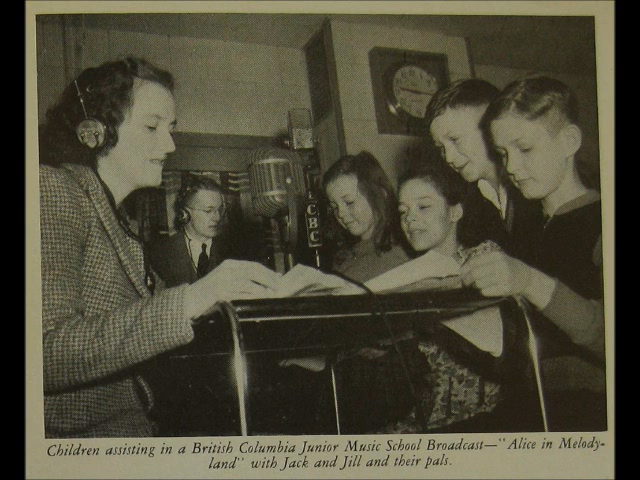 CBC
Children assisting in a British Columbia Junior Music School Broadcast—"Alice in Melody-
land" with Jack and Jill and their pals.